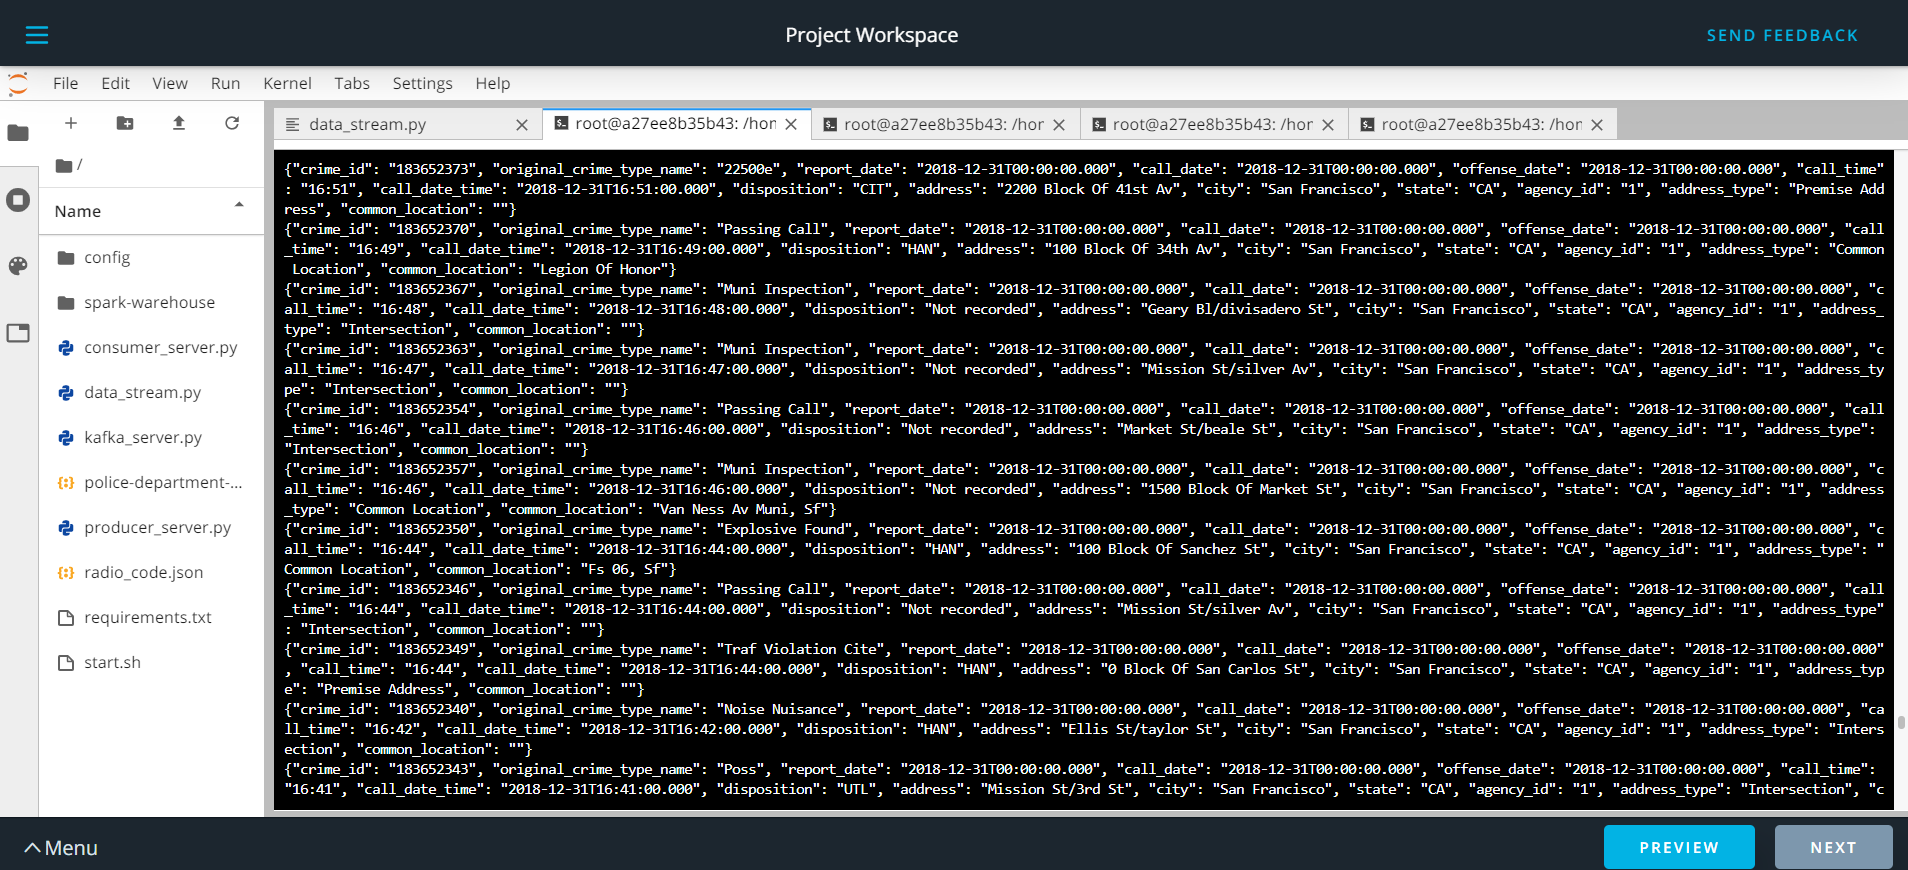 Project Workspace
SEND FEEDBACK
File Edit View Run Kernel Tabs Settings Help
data_stream.py
root@a27ee8b35b43: /hor
root@a27ee8b35b43: /hor
root@a27ee8b35b43: /hor
root@a27ee8b35b43: /hor
/
Name
config
spark-warehouse
consumer_server.py
data_stream.py
kafka_server.py
police-department-...
producer_server.py
radio_code.json
requirements.txt
start.sh
{"crime_id": "183652373", "original_crime_type_name": "22500e", "report_date": "2018-12-31T00:00:00.000", "call_date": "2018-12-31T00:00:00.000", "offense_date": "2018-12-31T00:00:00.000", "call_time"
: "16:51", "call_date_time": "2018-12-31T16:51:00.000", "disposition": "CIT", "address": "2200 Block Of 41st Av", "city": "San Francisco", "state": "CA", "agency_id": "1", "address_type": "Premise Add
ress", "common_location": ""}
{"crime_id": "183652370", "original_crime_type_name": "Passing Call", "report_date": "2018-12-31T00:00:00.000", "call_date": "2018-12-31T00:00:00.000", "offense_date": "2018-12-31T00:00:00.000", "call
_time": "16:49", "call_date_time": "2018-12-31T16:49:00.000", "disposition": "HAN", "address": "100 Block Of 34th Av", "city": "San Francisco", "state": "CA", "agency_id": "1", "address_type": "Common
 Location", "common_location": "Legion Of Honor"}
{"crime_id": "183652367", "original_crime_type_name": "Muni Inspection", "report_date": "2018-12-31T00:00:00.000", "call_date": "2018-12-31T00:00:00.000", "offense_date": "2018-12-31T00:00:00.000", "c
all_time": "16:48", "call_date_time": "2018-12-31T16:48:00.000", "disposition": "Not recorded", "address": "Geary Bl/divisadero St", "city": "San Francisco", "state": "CA", "agency_id": "1", "address_
type": "Intersection", "common_location": ""}
{"crime_id": "183652363", "original_crime_type_name": "Muni Inspection", "report_date": "2018-12-31T00:00:00.000", "call_date": "2018-12-31T00:00:00.000", "offense_date": "2018-12-31T00:00:00.000", "c
all_time": "16:47", "call_date_time": "2018-12-31T16:47:00.000", "disposition": "Not recorded", "address": "Mission St/silver Av", "city": "San Francisco", "state": "CA", "agency_id": "1", "address_ty
pe": "Intersection", "common_location": ""}
{"crime_id": "183652354", "original_crime_type_name": "Passing Call", "report_date": "2018-12-31T00:00:00.000", "call_date": "2018-12-31T00:00:00.000", "offense_date": "2018-12-31T00:00:00.000", "call
_time": "16:46", "call_date_time": "2018-12-31T16:46:00.000", "disposition": "Not recorded", "address": "Market St/beale St", "city": "San Francisco", "state": "CA", "agency_id": "1", "address_type":
"Intersection", "common_location": ""}
{"crime_id": "183652357", "original_crime_type_name": "Muni Inspection", "report_date": "2018-12-31T00:00:00.000", "call_date": "2018-12-31T00:00:00.000", "offense_date": "2018-12-31T00:00:00.000", "c
all_time": "16:46", "call_date_time": "2018-12-31T16:46:00.000", "disposition": "Not recorded", "address": "1500 Block Of Market St", "city": "San Francisco", "state": "CA", "agency_id": "1", "address
_type": "Common Location", "common_location": "Van Ness Av Muni, Sf"}
{"crime_id": "183652350", "original_crime_type_name": "Explosive Found", "report_date": "2018-12-31T00:00:00.000", "call_date": "2018-12-31T00:00:00.000", "offense_date": "2018-12-31T00:00:00.000", "c
all_time": "16:44", "call_date_time": "2018-12-31T16:44:00.000", "disposition": "HAN", "address": "100 Block Of Sanchez St", "city": "San Francisco", "state": "CA", "agency_id": "1", "address_type": "
Common Location", "common_location": "Fs 06, Sf"}
{"crime_id": "183652346", "original_crime_type_name": "Passing Call", "report_date": "2018-12-31T00:00:00.000", "call_date": "2018-12-31T00:00:00.000", "offense_date": "2018-12-31T00:00:00.000", "call
_time": "16:44", "call_date_time": "2018-12-31T16:44:00.000", "disposition": "Not recorded", "address": "Mission St/silver Av", "city": "San Francisco", "state": "CA", "agency_id": "1", "address_type"
: "Intersection", "common_location": ""}
{"crime_id": "183652349", "original_crime_type_name": "Traf Violation Cite", "report_date": "2018-12-31T00:00:00.000", "call_date": "2018-12-31T00:00:00.000", "offense_date": "2018-12-31T00:00:00.000"
, "call_time": "16:44", "call_date_time": "2018-12-31T16:44:00.000", "disposition": "HAN", "address": "0 Block Of San Carlos St", "city": "San Francisco", "state": "CA", "agency_id": "1", "address_typ
e": "Premise Address", "common_location": ""}
{"crime_id": "183652340", "original_crime_type_name": "Noise Nuisance", "report_date": "2018-12-31T00:00:00.000", "call_date": "2018-12-31T00:00:00.000", "offense_date": "2018-12-31T00:00:00.000", "ca
ll_time": "16:42", "call_date_time": "2018-12-31T16:42:00.000", "disposition": "HAN", "address": "Ellis St/taylor St", "city": "San Francisco", "state": "CA", "agency_id": "1", "address_type": "Inters
ection", "common_location": ""}
{"crime_id": "183652343", "original_crime_type_name": "Poss", "report_date": "2018-12-31T00:00:00.000", "call_date": "2018-12-31T00:00:00.000", "offense_date": "2018-12-31T00:00:00.000", "call_time":
"16:41", "call_date_time": "2018-12-31T16:41:00.000", "disposition": "UTL", "address": "Mission St/3rd St", "city": "San Francisco", "state": "CA", "agency_id": "1", "address_type": "Intersection", "c
Menu
PREVIEW
NEXT